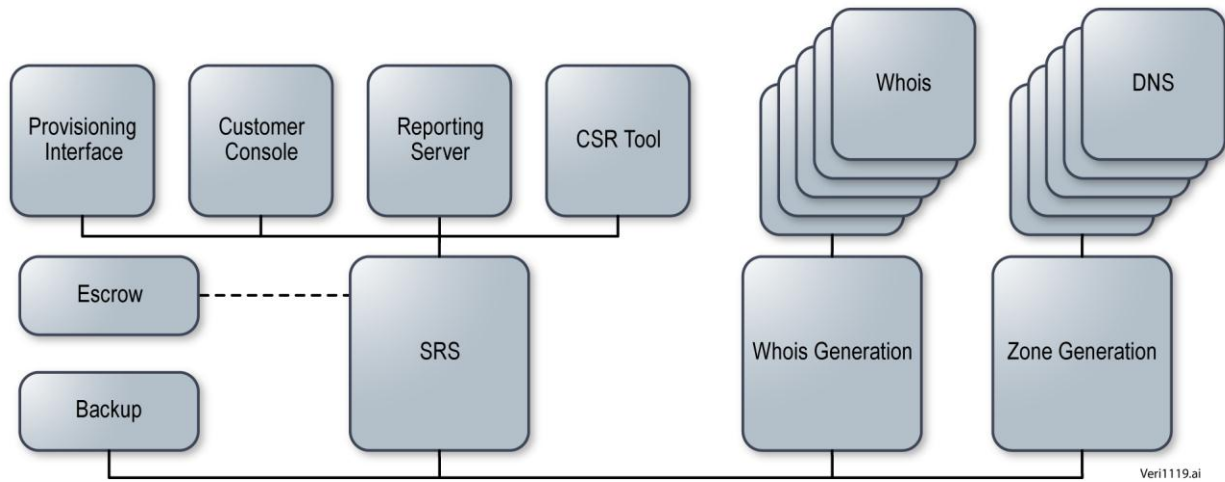 Provisioning
Interface
Customer
Console
Reporting
Server
CSR Tool
Whois
DNS
Escrow
SRS
Whois Generation
Zone Generation
Backup
Veri1119.ai